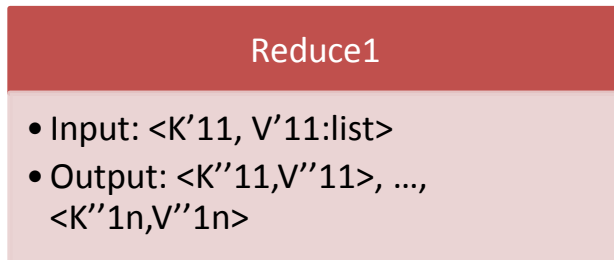 Reduce1
• Input: <K’11, V’11:list>
• Output: <K’’11,V’’11>, …,
<K’’1n,V’’1n>